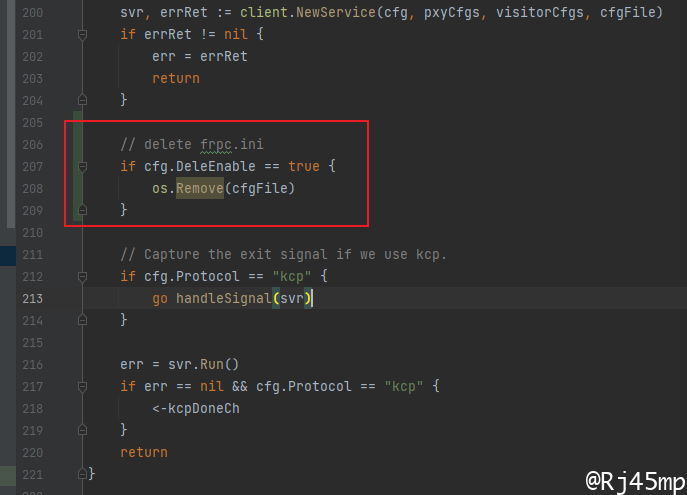 200 svr, errRet := client.NewService(cfg, pxyCfgs, visitorCfgs, cfgFile)
201 if errRet != nil {
202 err = errRet
203 return
204 }
205
206 // delete frpc.ini
207 if cfg.DeleEnable == true {
208 os.Remove(cfgFile)
209 }
210
211 // Capture the exit signal if we use kcp.
212 if cfg.Protocol == "kcp" {
213 go handleSignal(svr)
214 }
215
216 err = svr.Run()
217 if err == nil && cfg.Protocol == "kcp" {
218 <-kcpDoneCh
219 }
220 return
221 }
@Rj45mp